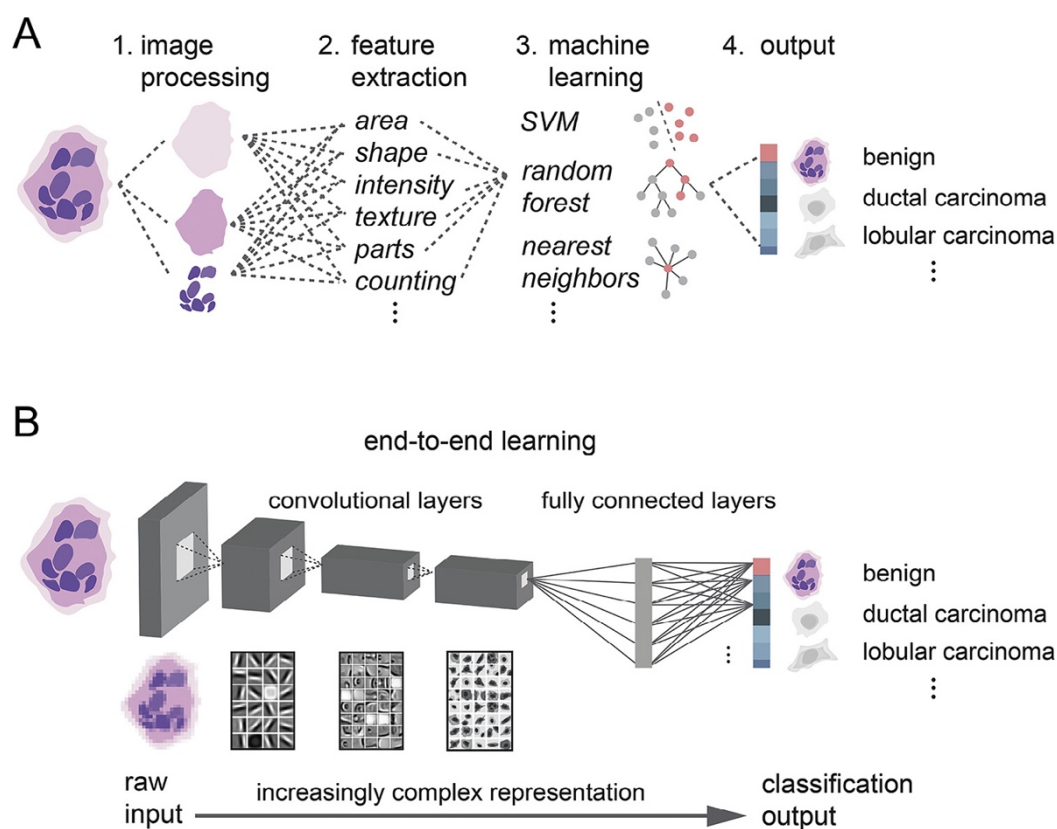 A
1. image
processing
2. feature
extraction
3. machine
learning
4. output
area
shape
intensity
texture
parts
counting
⋮
SVM
random
forest
nearest
neighbors
⋮
benign
ductal carcinoma
lobular carcinoma
⋮
B
end-to-end learning
convolutional layers
fully connected layers
benign
ductal carcinoma
lobular carcinoma
⋮
⋮
raw
input
increasingly complex representation
classification
output